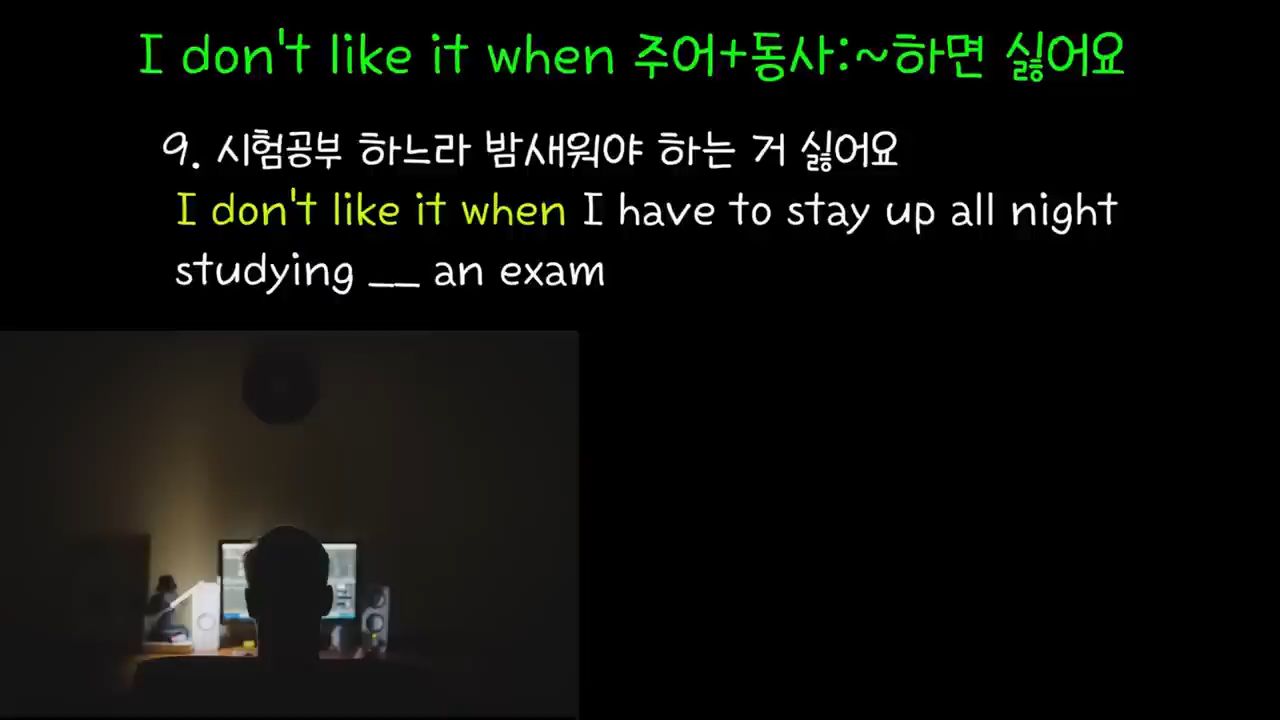 I don't like it when 주어+동사:~하면 싫어요
9. 시험공부 하느라 밤새워야 하는 거 싫어요
I don't like it when I have to stay up all night
studying __ an exam